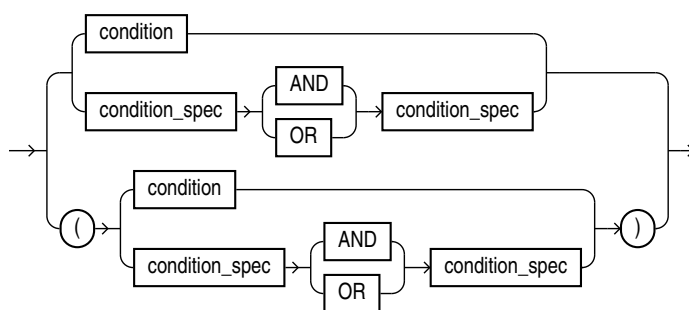 condition
AND
condition_spec condition_spec
OR
condition
( )
AND
condition_spec condition_spec
OR